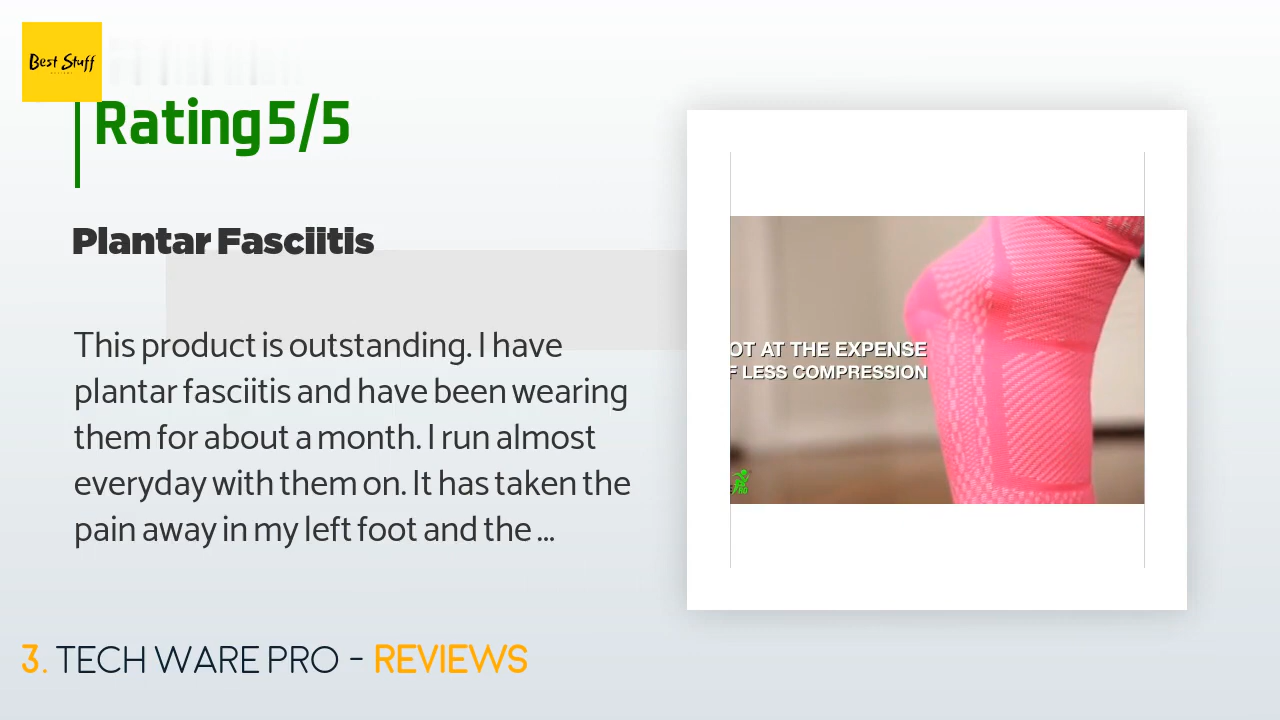 Best Stuff
Rating 5/5
Plantar Fasciitis
This product is outstanding. I have
plantar fasciitis and have been wearing
them for about a month. I run almost
everyday with them on. It has taken the
pain away in my left foot and the ...
OT AT THE EXPENSE
F LESS COMPRESSION
3. TECH WARE PRO - REVIEWS